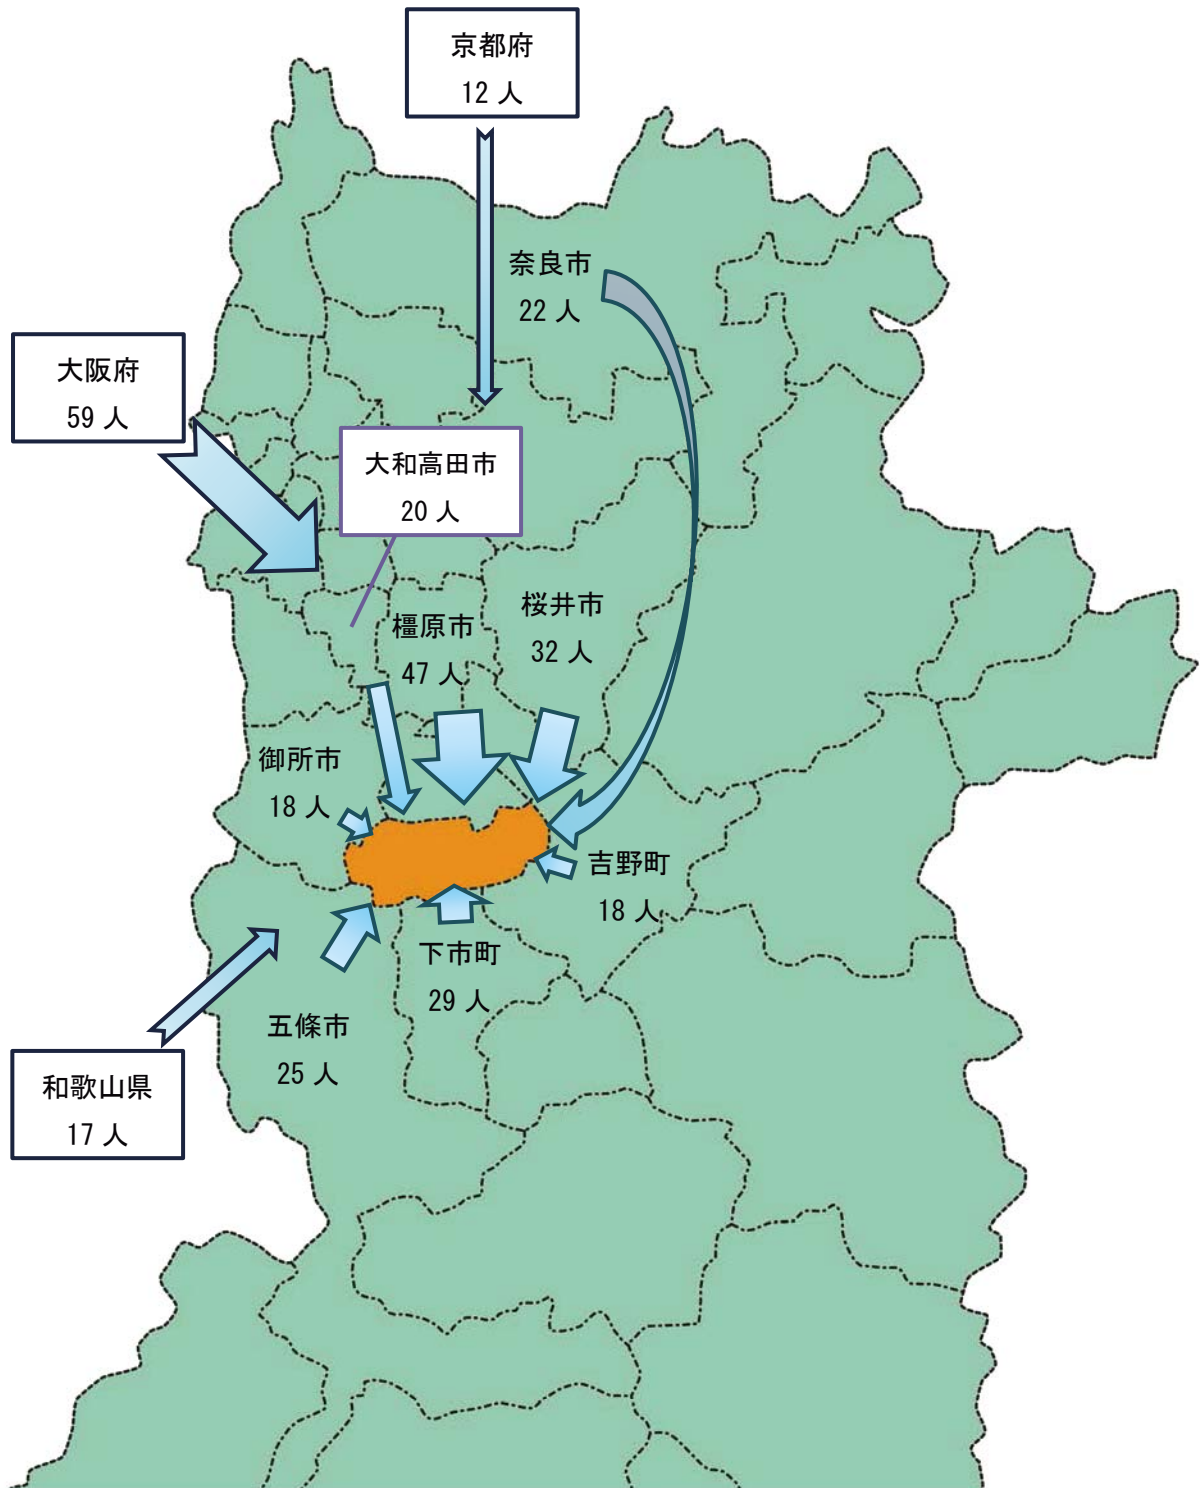 京都府
12 人
奈良市
22 人
大阪府
59 人
大和高田市
20 人
橿原市
47 人
桜井市
32 人
御所市
18 人
吉野町
18 人
下市町
29 人
五條市
25 人
和歌山県
17 人